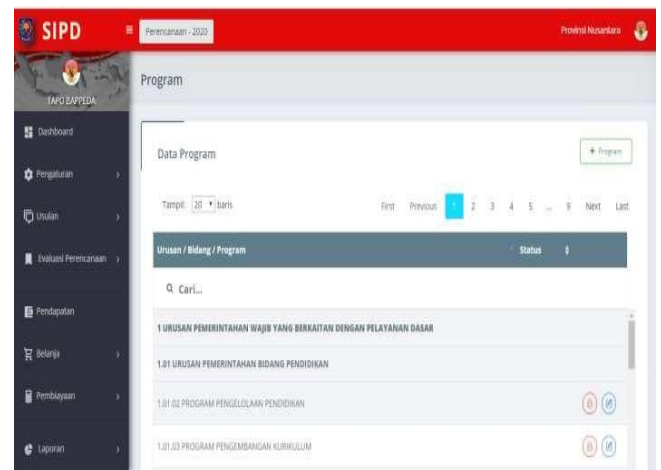 SIPD
Perencanaan - 2020
Provinsi Nusantara
TAPD BAPPEDA
Program
Dashboard
Pengaturan
Usulan
Evaluasi Perencanaan
Pendapatan
Belanja
Pembiayaan
Laporan
Data Program
+ Program
Tampil: 20 baris
First Previous 1 2 3 4 5 ... 9 Next Last
Urusan / Bidang / Program Status
Cari...
1 URUSAN PEMERINTAHAN WAJIB YANG BERKAITAN DENGAN PELAYANAN DASAR
1.01 URUSAN PEMERINTAHAN BIDANG PENDIDIKAN
1.01.02 PROGRAM PENGELOLAAN PENDIDIKAN
1.01.03 PROGRAM PENGEMBANGAN KURIKULUM